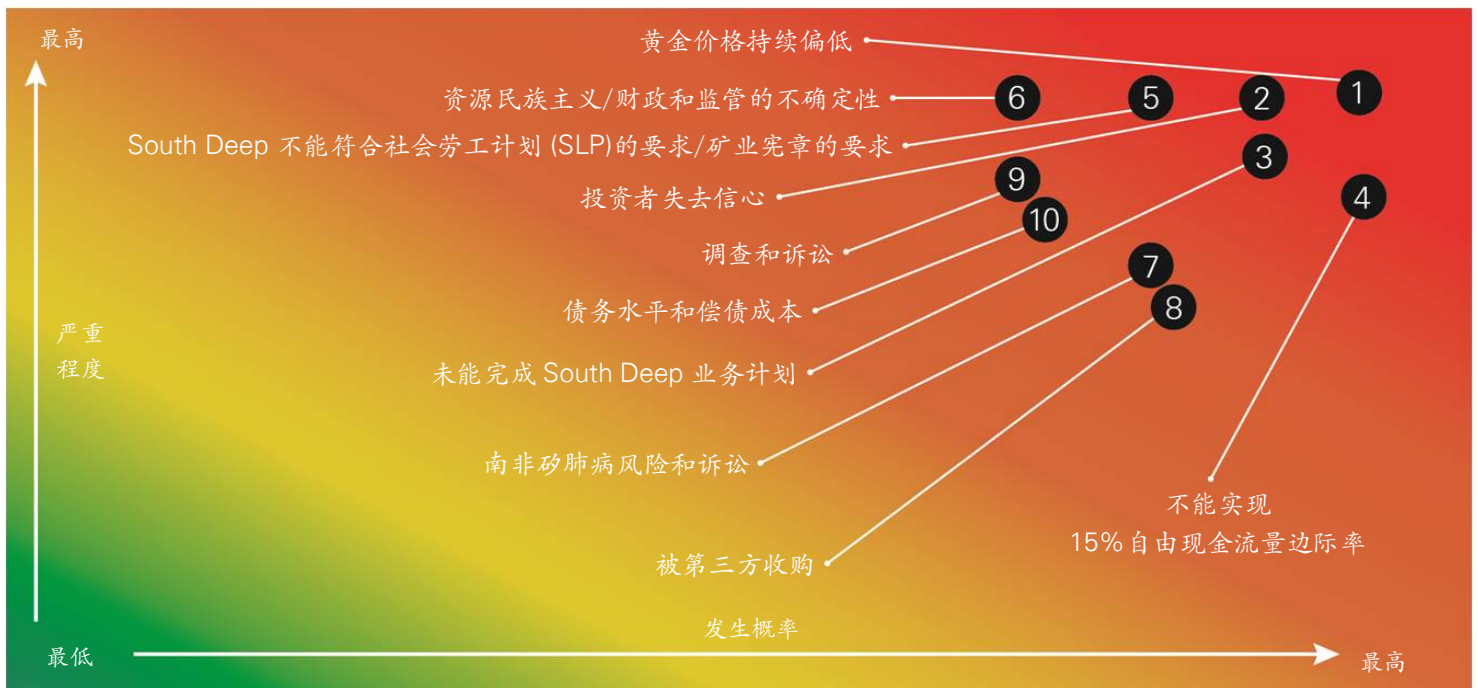 最高
黄金价格持续偏低
1
资源民族主义/财政和监管的不确定性
6
5
2
South Deep 不能符合社会劳工计划 (SLP)的要求/矿业宪章的要求
3
投资者失去信心
9
4
10
调查和诉讼
7
债务水平和偿债成本
8
严重
程度
未能完成 South Deep 业务计划
南非矽肺病风险和诉讼
不能实现
15% 自由现金流量边际率
被第三方收购
发生概率
最低
最高